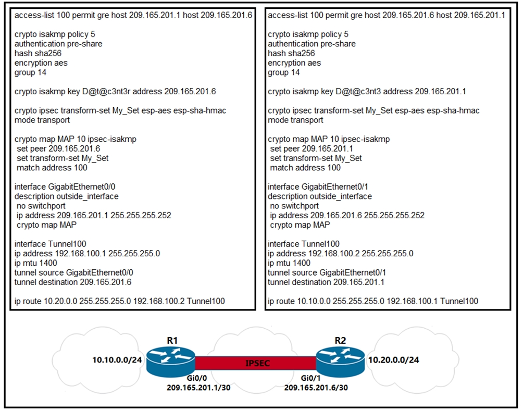 access-list 100 permit gre host 209.165.201.1 host 209.165.201.6
crypto isakmp policy 5
authentication pre-share
hash sha256
encryption aes
group 14
crypto isakmp key D@t@c3nt3r address 209.165.201.6
crypto ipsec transform-set My_Set esp-aes esp-sha-hmac
mode transport
crypto map MAP 10 ipsec-isakmp
set peer 209.165.201.6
set transform-set My_Set
match address 100
interface GigabitEthernet0/0
description outside_interface
no switchport
ip address 209.165.201.1 255.255.255.252
crypto map MAP
interface Tunnel100
ip address 192.168.100.1 255.255.255.0
ip mtu 1400
tunnel source GigabitEthernet0/0
tunnel destination 209.165.201.6
ip route 10.20.0.0 255.255.255.0 192.168.100.2 Tunnel100
access-list 100 permit gre host 209.165.201.6 host 209.165.201.1
crypto isakmp policy 5
authentication pre-share
hash sha256
encryption aes
group 14
crypto isakmp key D@t@c3nt3 address 209.165.201.1
crypto ipsec transform-set My_Set esp-aes esp-sha-hmac
mode transport
crypto map MAP 10 ipsec-isakmp
set peer 209.165.201.1
set transform-set My_Set
match address 100
interface GigabitEthernet0/1
description outside_interface
no switchport
ip address 209.165.201.6 255.255.255.252
crypto map MAP
interface Tunnel100
ip address 192.168.100.2 255.255.255.0
ip mtu 1400
tunnel source GigabitEthernet0/1
tunnel destination 209.165.201.1
ip route 10.10.0.0 255.255.255.0 192.168.100.1 Tunnel100
R1
R2
10.10.0.0/24
IPSEC
10.20.0.0/24
Gi0/0
Gi0/1
209.165.201.1/30
209.165.201.6/30